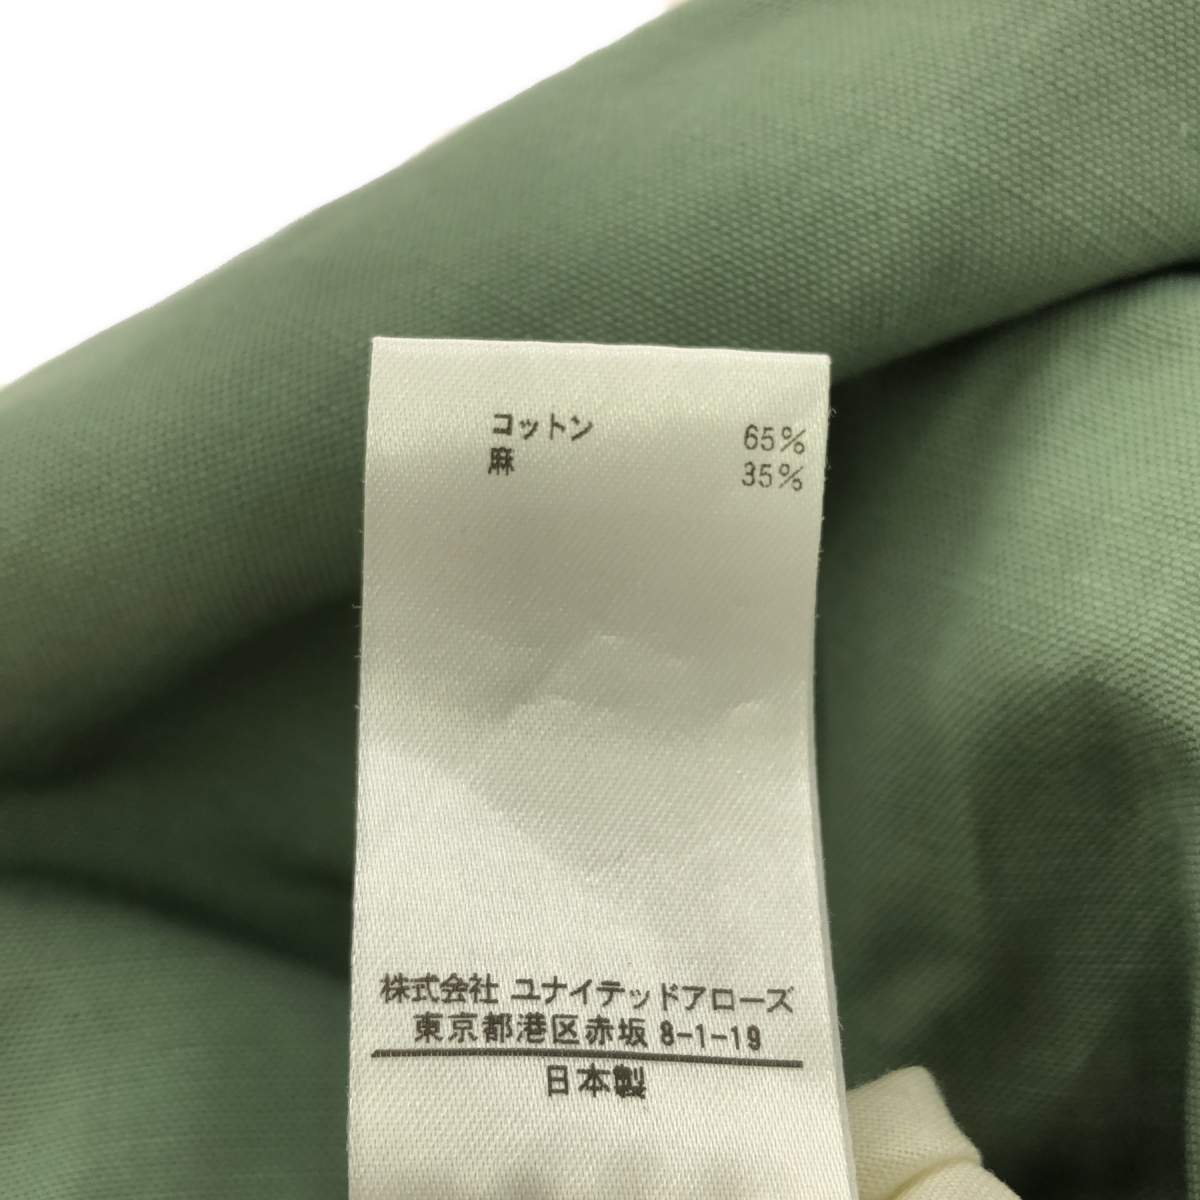 コットン 65%
麻 35%
株式会社 ユナイテッドアローズ
東京都港区赤坂 8-1-19
日本製